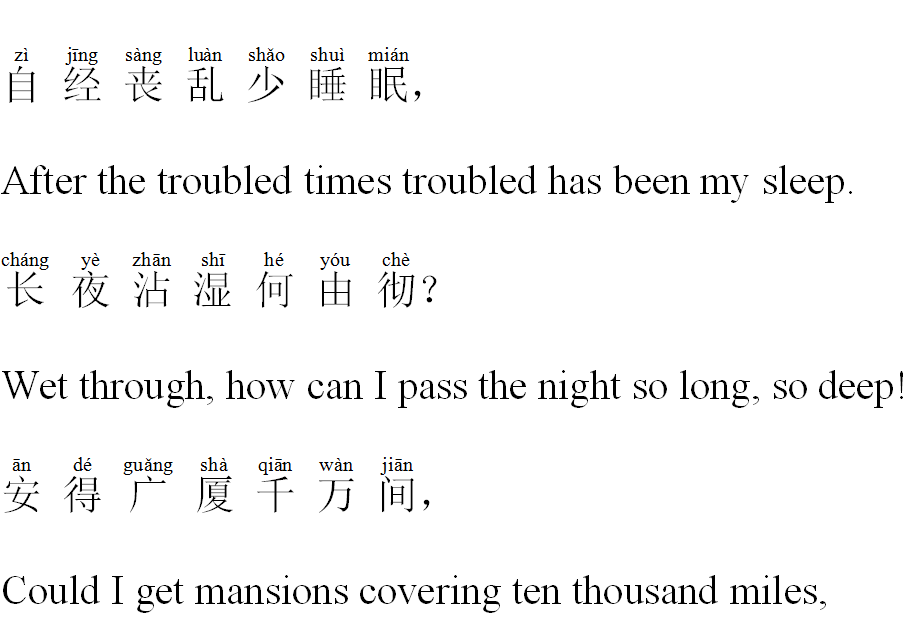 zì jīng sàng luàn shǎo shuì mián
自经丧乱少睡眠，
After the troubled times troubled has been my sleep.
cháng yè zhān shī hé yóu chè
长夜沾湿何由彻？
Wet through, how can I pass the night so long, so deep!
ān dé guǎng shà qiān wàn jiān
安得广厦千万间，
Could I get mansions covering ten thousand miles,